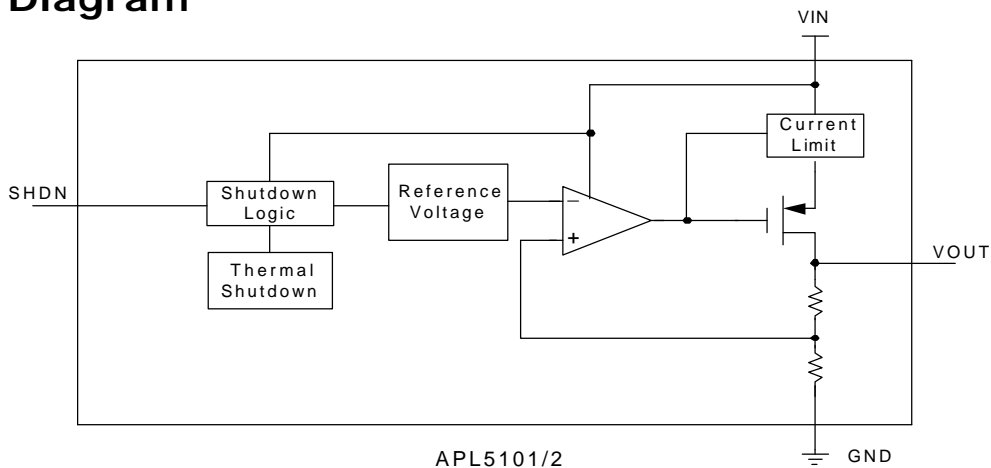 Diagram
VIN
Current
Limit
SHDN
Shutdown
Logic
Reference
Voltage
−
+
Thermal
Shutdown
VOUT
APL5101/2
GND